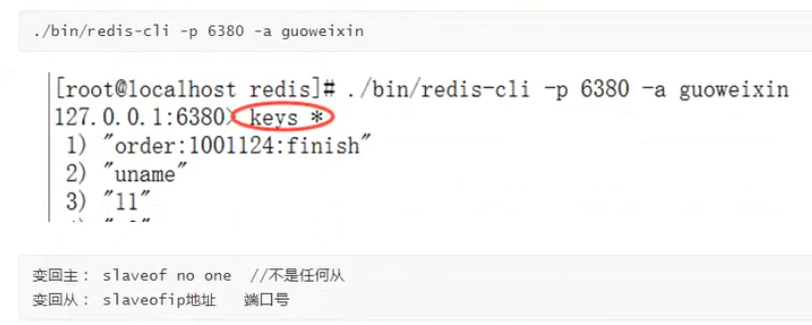 ./bin/redis-cli -p 6380 -a guoweixin
[root@localhost redis]# ./bin/redis-cli -p 6380 -a guoweixin
127.0.0.1:6380> keys *
1) "order:1001124:finish"
2) "uname"
3) "11"
变回主： slaveof no one //不是任何从
变回从： slaveofip地址 端口号